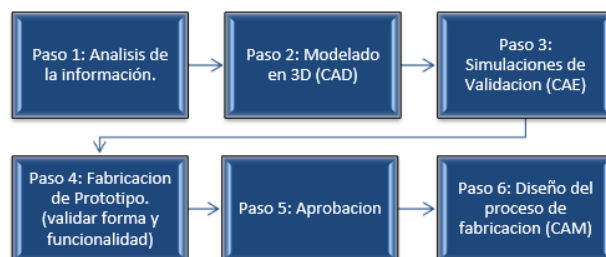 Paso 1: Analisis de
la información.
Paso 2: Modelado
en 3D (CAD)
Paso 3:
Simulaciones de
Validacion (CAE)
Paso 4: Fabricacion
de Prototipo.
(validar forma y
funcionalidad)
Paso 5: Aprobacion
Paso 6: Diseño del
proceso de
fabricacion (CAM)